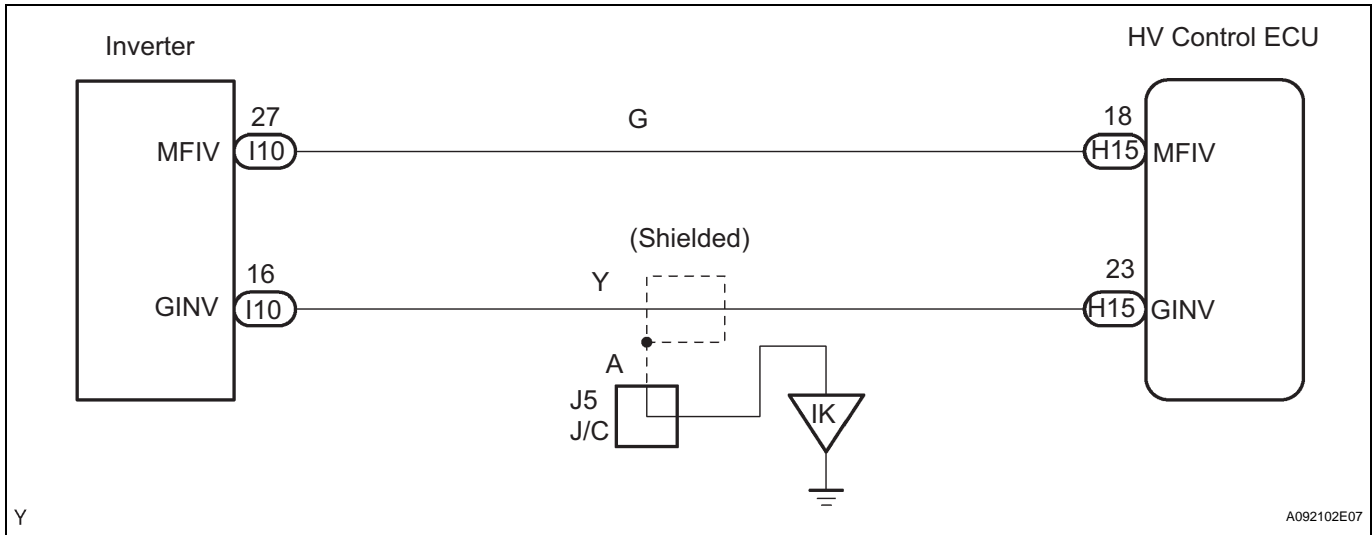 Inverter
HV Control ECU
27
G
18
MFIV
I10
H15
MFIV
(Shielded)
16
Y
23
GINV
I10
H15
GINV
A
J5
J/C
IK
Y
A092102E07